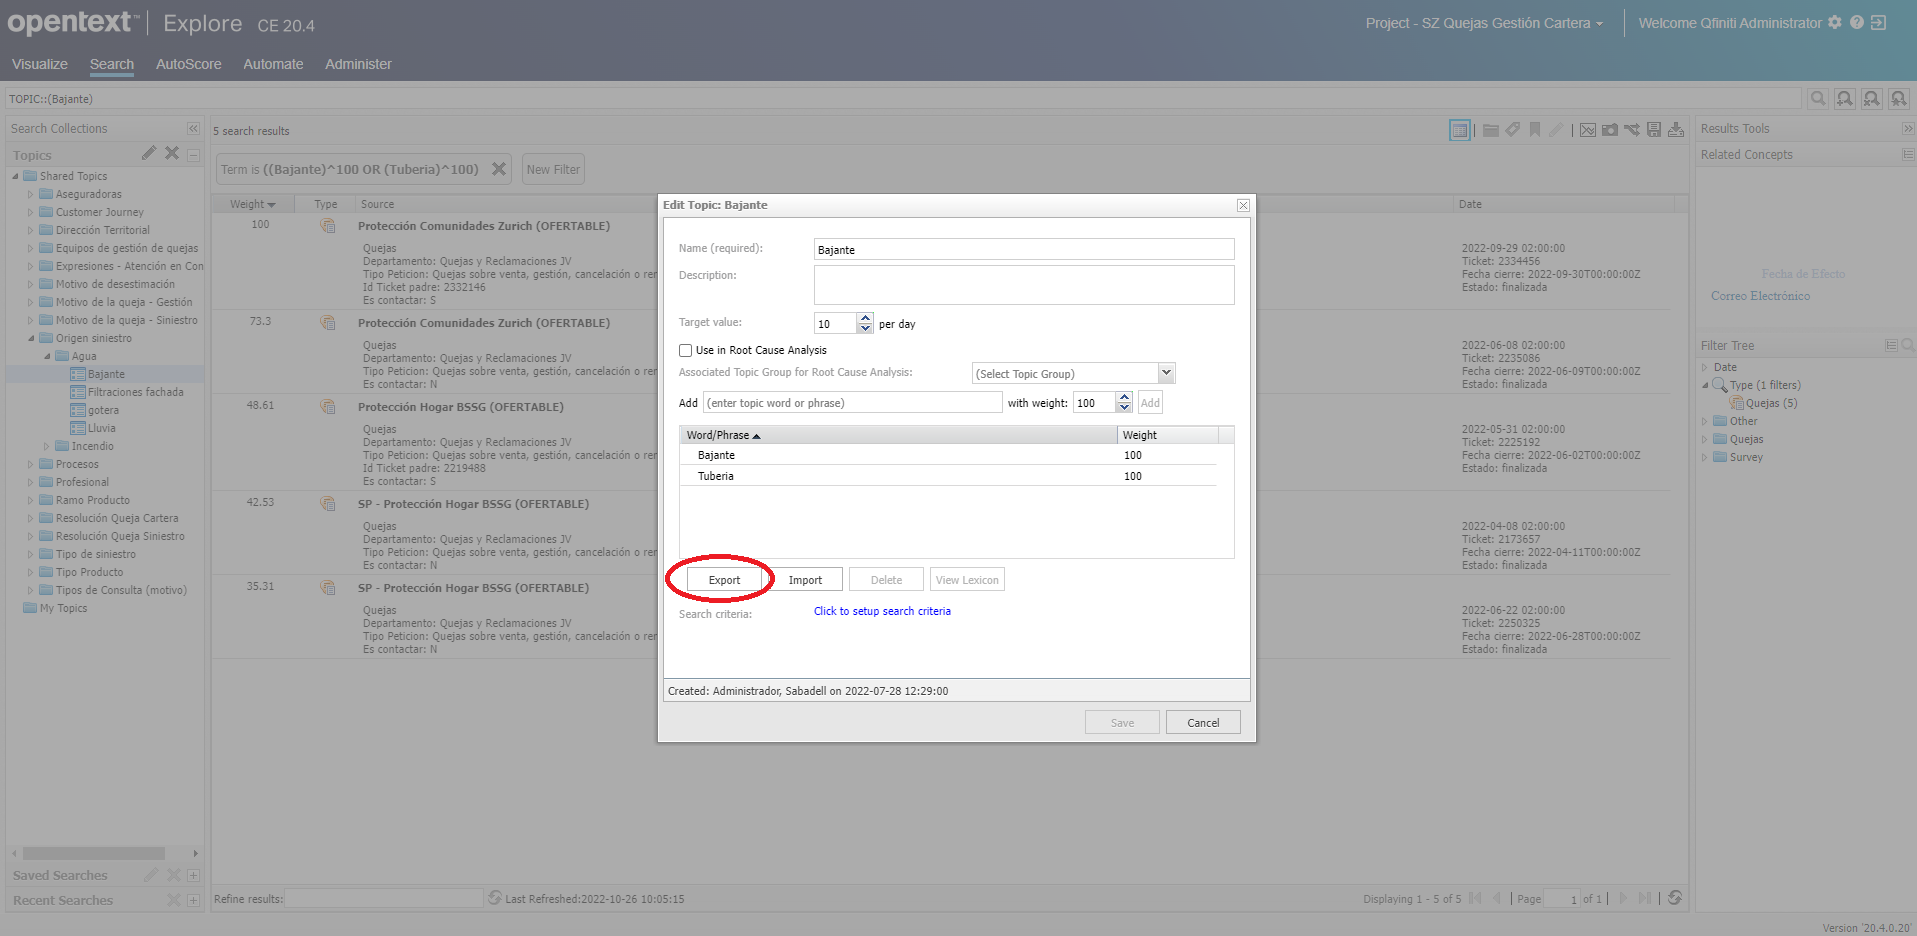 opentext™ | Explore CE 20.4
Project - SZ Quejas Gestión Cartera
Welcome Qfiniti Administrator
Visualize Search AutoScore Automate Administer
TOPIC::(Bajante)
Search Collections
Topics
Shared Topics
Aseguradoras
Customer Journey
Dirección Territorial
Equipos de gestión de quejas
Expresiones - Atención en Con
Motivo de desestimación
Motivo de la queja - Gestión
Motivo de la queja - Siniestro
Origen siniestro
Agua
Bajante
Filtraciones fachada
gotera
Lluvia
Incendio
Procesos
Profesional
Ramo Producto
Resolución Queja Cartera
Resolución Queja Siniestro
Tipo de siniestro
Tipo Producto
Tipos de Consulta (motivo)
My Topics
Saved Searches
Recent Searches
5 search results
Term is ((Bajante)^100 OR (Tuberia)^100)
New Filter
Weight Type Source Date
100 Protección Comunidades Zurich (OFERTABLE)
Quejas
Departamento: Quejas y Reclamaciones JV
Tipo Peticion: Quejas sobre venta, gestión, cancelación o rer
Id Ticket padre: 2332146
Es contactar: S
2022-09-29 02:00:00
Ticket: 2334456
Fecha cierre: 2022-09-30T00:00:00Z
Estado: finalizada
73.3 Protección Comunidades Zurich (OFERTABLE)
Quejas
Departamento: Quejas y Reclamaciones JV
Tipo Peticion: Quejas sobre venta, gestión, cancelación o rer
Es contactar: N
2022-06-08 02:00:00
Ticket: 2235086
Fecha cierre: 2022-06-09T00:00:00Z
Estado: finalizada
48.61 Protección Hogar BSSG (OFERTABLE)
Quejas
Departamento: Quejas y Reclamaciones JV
Tipo Peticion: Quejas sobre venta, gestión, cancelación o rer
Id Ticket padre: 2219488
Es contactar: S
2022-05-31 02:00:00
Ticket: 2225192
Fecha cierre: 2022-06-02T00:00:00Z
Estado: finalizada
42.53 SP - Protección Hogar BSSG (OFERTABLE)
Quejas
Departamento: Quejas y Reclamaciones JV
Tipo Peticion: Quejas sobre venta, gestión, cancelación o rer
Es contactar: N
2022-04-08 02:00:00
Ticket: 2173657
Fecha cierre: 2022-04-11T00:00:00Z
Estado: finalizada
35.31 SP - Protección Hogar BSSG (OFERTABLE)
Quejas
Departamento: Quejas y Reclamaciones JV
Tipo Peticion: Quejas sobre venta, gestión, cancelación o rer
Es contactar: N
2022-06-22 02:00:00
Ticket: 2250325
Fecha cierre: 2022-06-28T00:00:00Z
Estado: finalizada
Refine results:
Last Refreshed:2022-10-26 10:05:15
Displaying 1 - 5 of 5
Page 1 of 1
Edit Topic: Bajante
Name (required): Bajante
Description:
Target value: 10 per day
Use in Root Cause Analysis
Associated Topic Group for Root Cause Analysis: (Select Topic Group)
Add (enter topic word or phrase) with weight: 100 Add
Word/Phrase Weight
Bajante 100
Tuberia 100
Export Import Delete View Lexicon
Search criteria: Click to setup search criteria
Created: Administrador, Sabadell on 2022-07-28 12:29:00
Save Cancel
Results Tools
Related Concepts
Fecha de Efecto
Correo Electrónico
Filter Tree
Date
Type (1 filters)
Quejas (5)
Other
Quejas
Survey
Version '20.4.0.20'